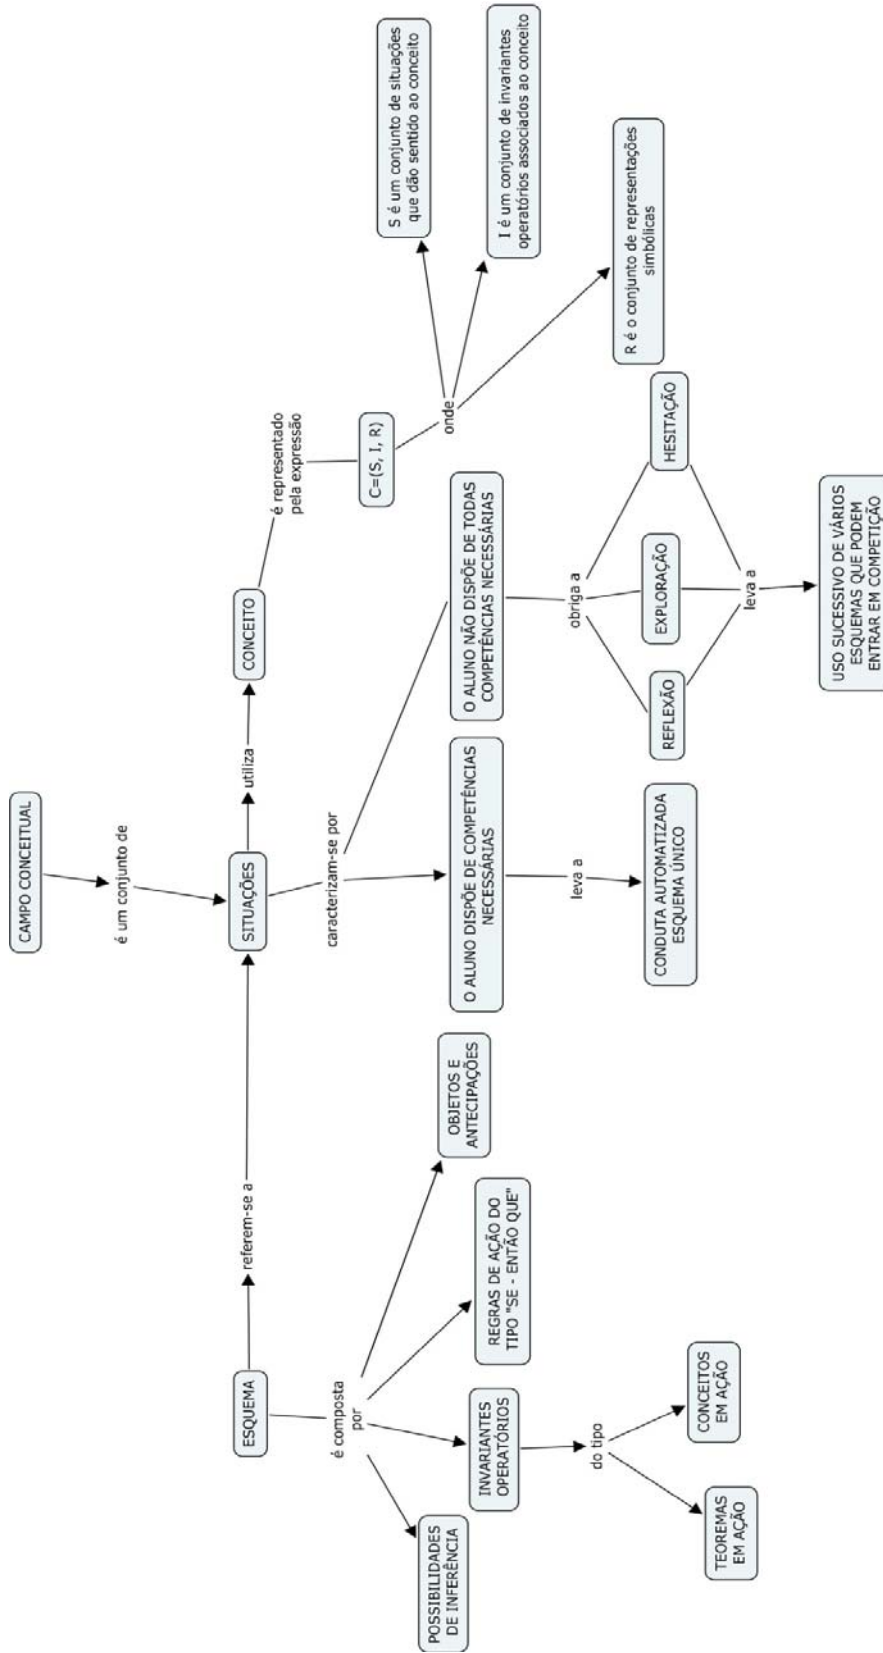 CAMPO CONCEITUAL
é um conjunto de
ESQUEMA
referem-se a
SITUAÇÕES
utiliza
CONCEITO
é representado
pela expressão
é composta
por
caracterizam-se por
C=(S, I, R)
onde
S é um conjunto de situações
que dão sentido ao conceito
I é um conjunto de invariantes
operatórios associados ao conceito
R é o conjunto de representações
simbólicas
POSSIBILIDADES
DE INFERÊNCIA
INVARIANTES
OPERATÓRIOS
REGRAS DE AÇÃO DO
TIPO "SE - ENTÃO QUE"
OBJETOS E
ANTECIPAÇÕES
do tipo
TEOREMAS
EM AÇÃO
CONCEITOS
EM AÇÃO
O ALUNO DISPÕE DE COMPETÊNCIAS
NECESSÁRIAS
leva a
CONDUTA AUTOMATIZADA
ESQUEMA ÚNICO
O ALUNO NÃO DISPÕE DE TODAS
COMPETÊNCIAS NECESSÁRIAS
obriga a
REFLEXÃO
EXPLORAÇÃO
HESITAÇÃO
leva a
USO SUCESSIVO DE VÁRIOS
ESQUEMAS QUE PODEM
ENTRAR EM COMPETIÇÃO